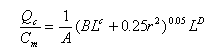 Q_c/C_m = 1/A (BL^c + 0.25r^2)^0.05 L^D